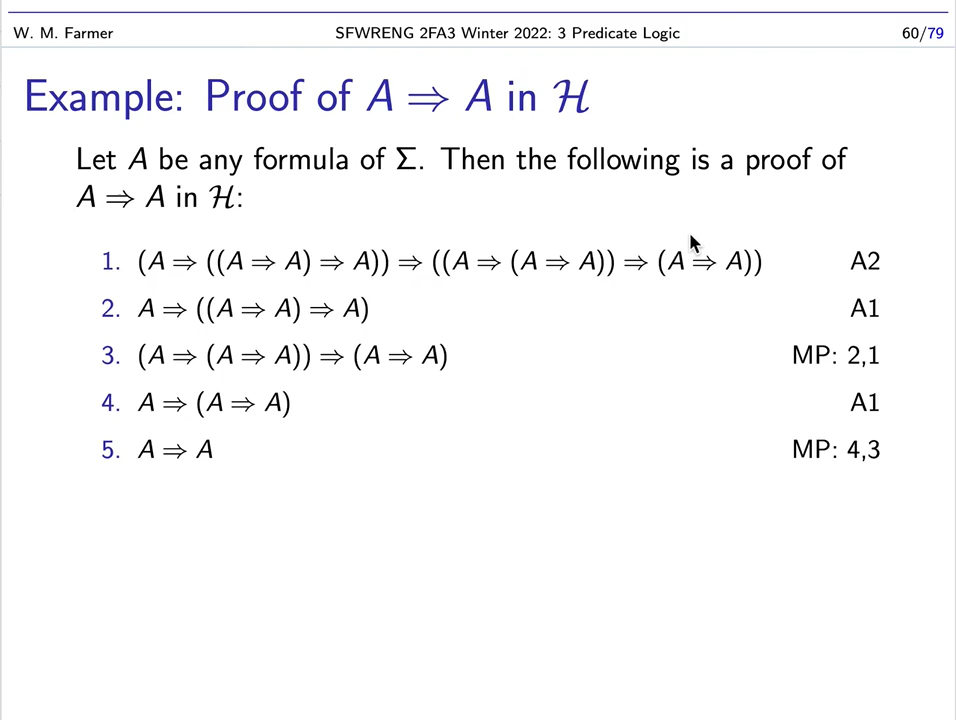 W. M. Farmer SFWRENG 2FA3 Winter 2022: 3 Predicate Logic 60/79
Example: Proof of A ⇒ A in ℋ
Let A be any formula of Σ. Then the following is a proof of
A ⇒ A in ℋ:
1. (A ⇒ ((A ⇒ A) ⇒ A)) ⇒ ((A ⇒ (A ⇒ A)) ⇒ (A ⇒ A)) A2
2. A ⇒ ((A ⇒ A) ⇒ A) A1
3. (A ⇒ (A ⇒ A)) ⇒ (A ⇒ A) MP: 2,1
4. A ⇒ (A ⇒ A) A1
5. A ⇒ A MP: 4,3